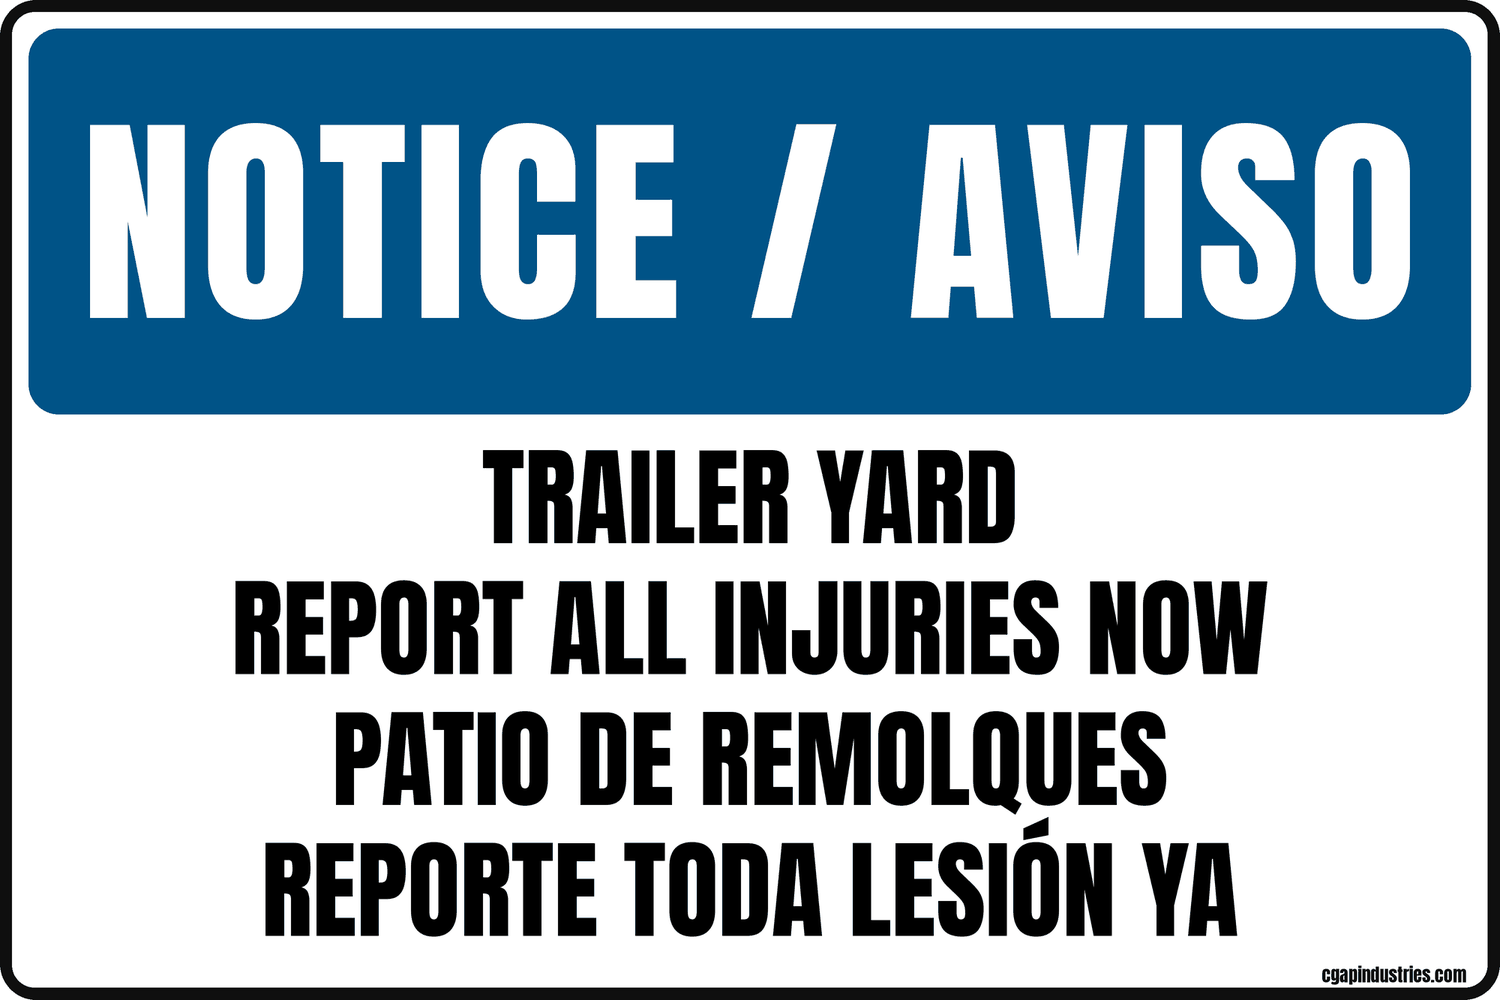 NOTICE / AVISO
TRAILER YARD
REPORT ALL INJURIES NOW
PATIO DE REMOLQUES
REPORTE TODA LESIÓN YA
cgapindustries.com